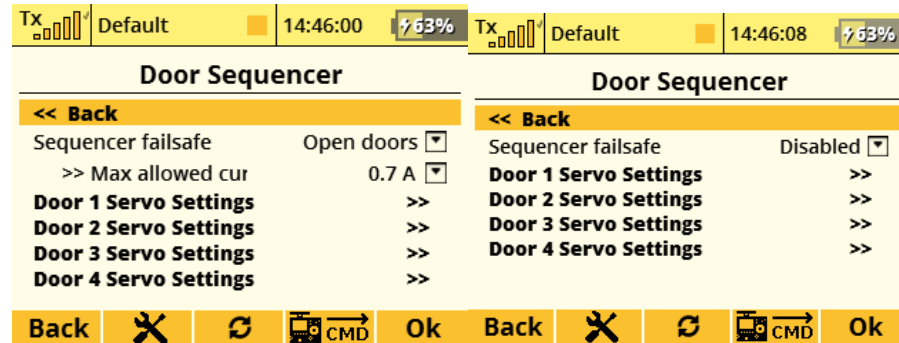 Tx Default 14:46:00 63%
Door Sequencer
<< Back
Sequencer failsafe Open doors
>> Max allowed cur 0.7 A
Door 1 Servo Settings >>
Door 2 Servo Settings >>
Door 3 Servo Settings >>
Door 4 Servo Settings >>
Back CMD Ok
Tx Default 14:46:08 63%
Door Sequencer
<< Back
Sequencer failsafe Disabled
Door 1 Servo Settings >>
Door 2 Servo Settings >>
Door 3 Servo Settings >>
Door 4 Servo Settings >>
Back CMD Ok